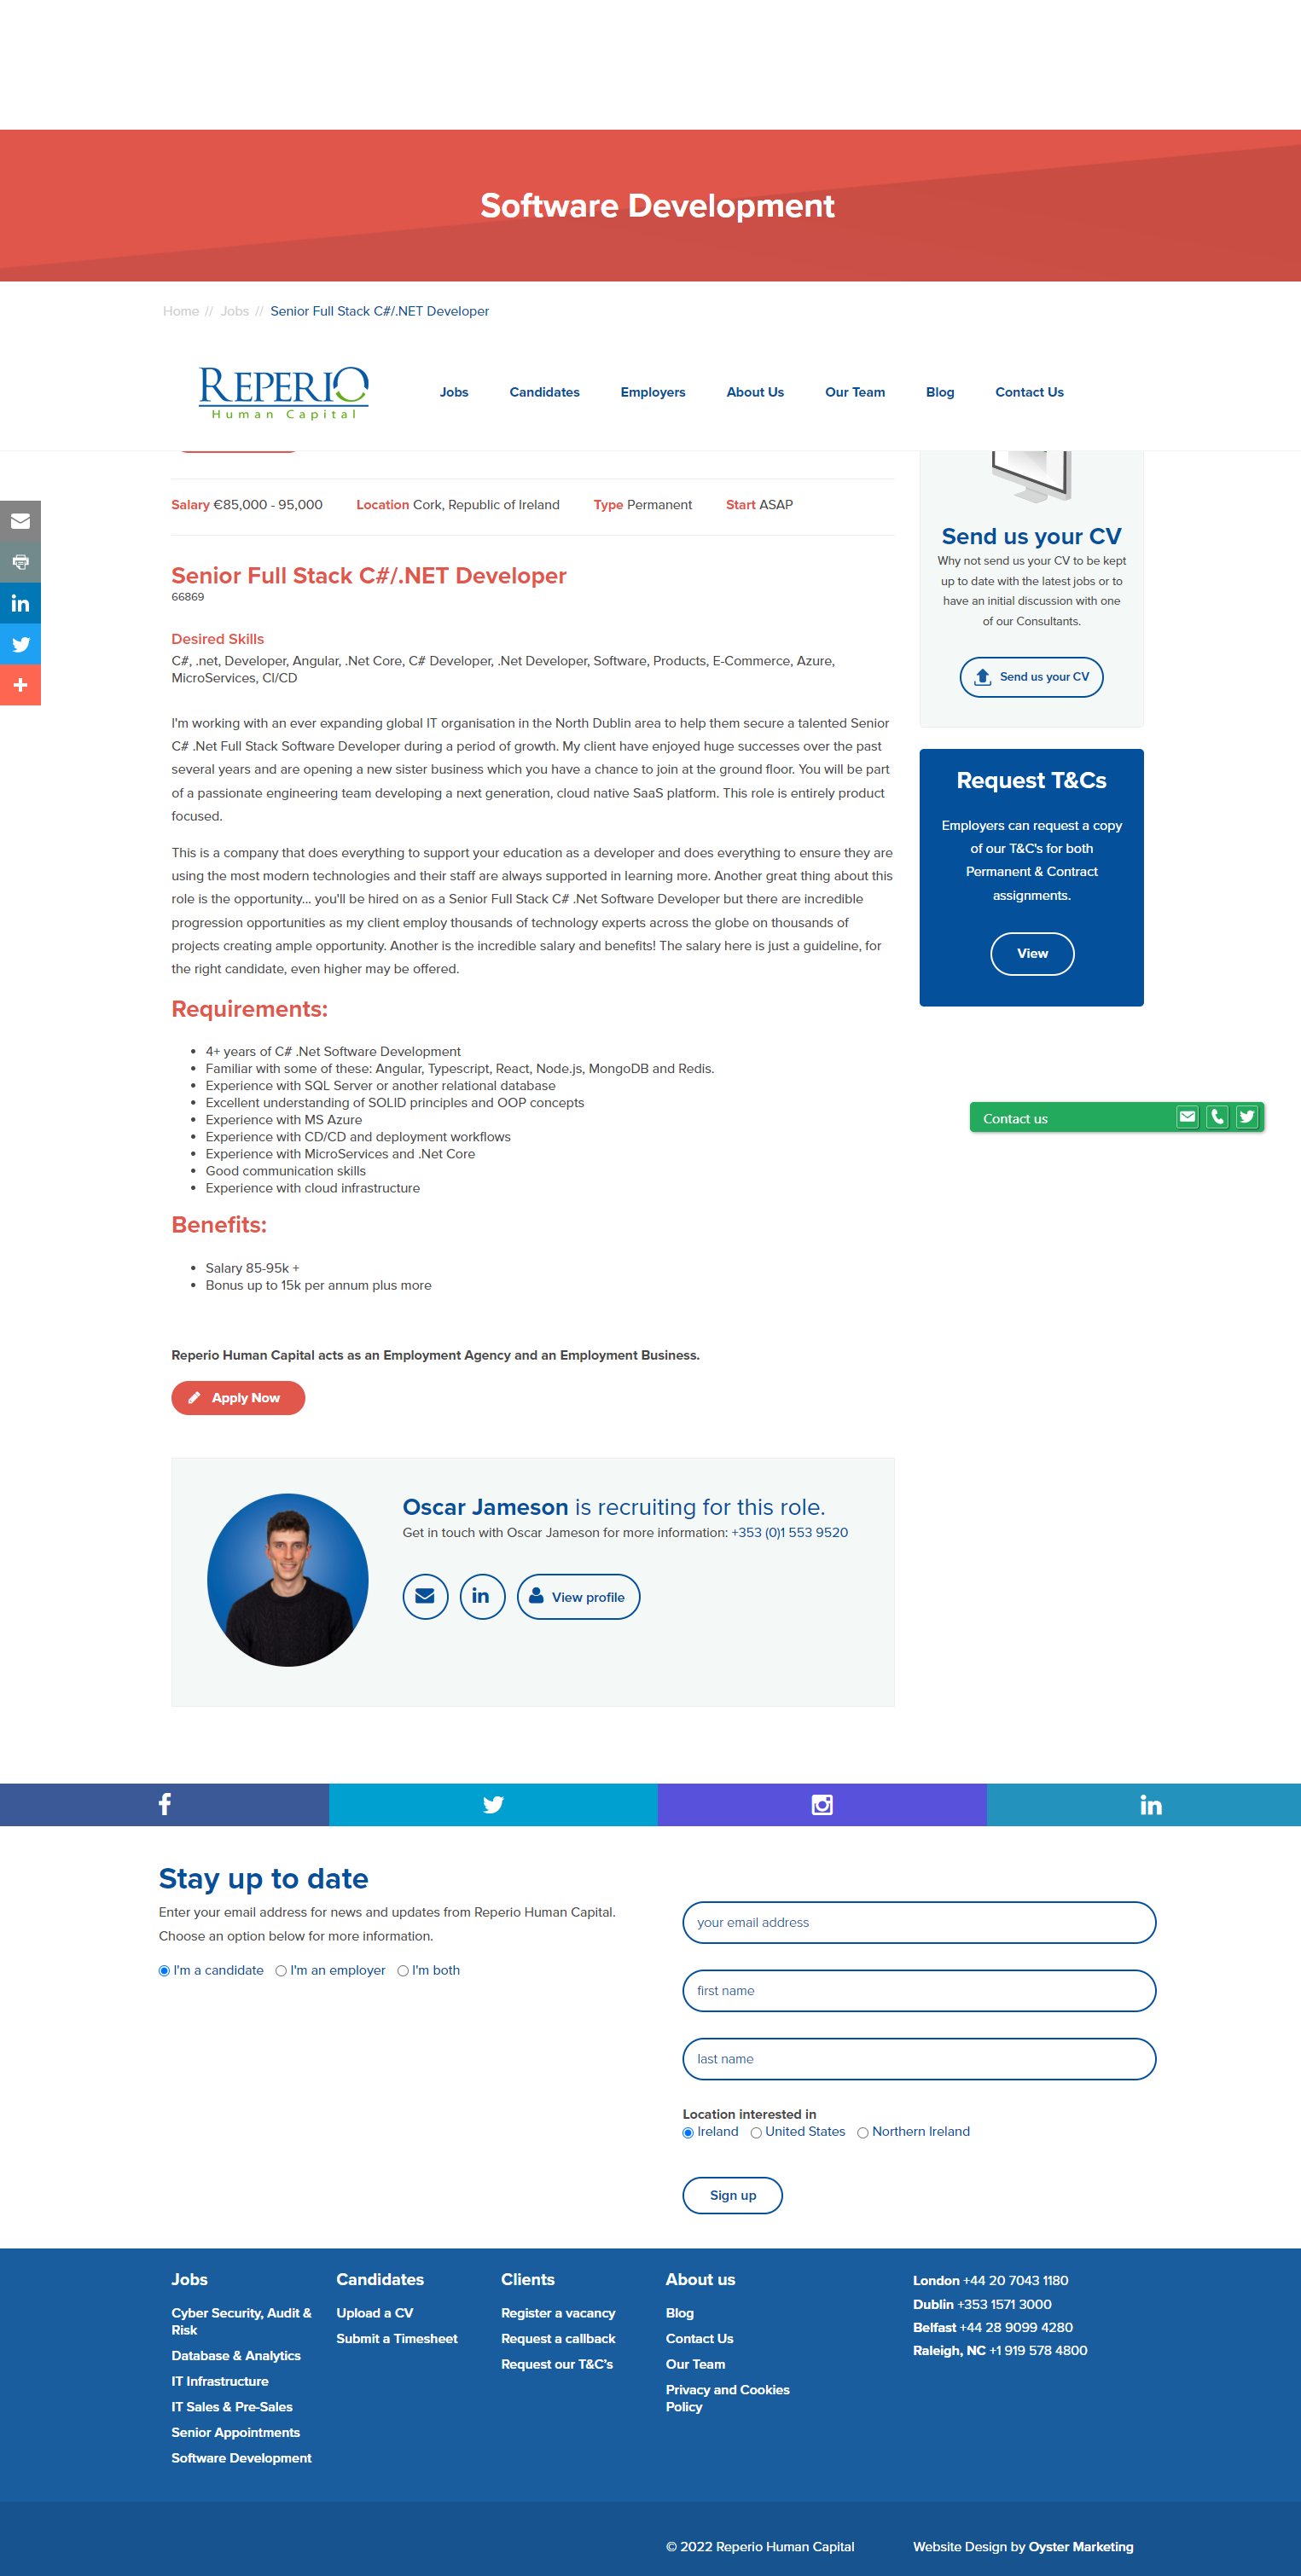 Software Development
Home // Jobs // Senior Full Stack C#/.NET Developer
REPERIO
Human Capital
Jobs
Candidates
Employers
About Us
Our Team
Blog
Contact Us
Salary €85,000 - 95,000
Location Cork, Republic of Ireland
Type Permanent
Start ASAP
Senior Full Stack C#/.NET Developer
66869
Desired Skills
C#, .net, Developer, Angular, .Net Core, C# Developer, .Net Developer, Software, Products, E-Commerce, Azure,
MicroServices, CI/CD
I'm working with an ever expanding global IT organisation in the North Dublin area to help them secure a talented Senior
C# .Net Full Stack Software Developer during a period of growth. My client have enjoyed huge successes over the past
several years and are opening a new sister business which you have a chance to join at the ground floor. You will be part
of a passionate engineering team developing a next generation, cloud native SaaS platform. This role is entirely product
focused.
This is a company that does everything to support your education as a developer and does everything to ensure they are
using the most modern technologies and their staff are always supported in learning more. Another great thing about this
role is the opportunity... you'll be hired on as a Senior Full Stack C# .Net Software Developer but there are incredible
progression opportunities as my client employ thousands of technology experts across the globe on thousands of
projects creating ample opportunity. Another is the incredible salary and benefits! The salary here is just a guideline, for
the right candidate, even higher may be offered.
Requirements:
• 4+ years of C# .Net Software Development
• Familiar with some of these: Angular, Typescript, React, Node.js, MongoDB and Redis.
• Experience with SQL Server or another relational database
• Excellent understanding of SOLID principles and OOP concepts
• Experience with MS Azure
• Experience with CD/CD and deployment workflows
• Experience with MicroServices and .Net Core
• Good communication skills
• Experience with cloud infrastructure
Benefits:
• Salary 85-95k +
• Bonus up to 15k per annum plus more
Reperio Human Capital acts as an Employment Agency and an Employment Business.
Apply Now
Send us your CV
Why not send us your CV to be kept
up to date with the latest jobs or to
have an initial discussion with one
of our Consultants.
Send us your CV
Request T&Cs
Employers can request a copy
of our T&C's for both
Permanent & Contract
assignments.
View
Contact us
Oscar Jameson is recruiting for this role.
Get in touch with Oscar Jameson for more information: +353 (0)1 553 9520
View profile
Stay up to date
Enter your email address for news and updates from Reperio Human Capital.
Choose an option below for more information.
I'm a candidate
I'm an employer
I'm both
your email address
first name
last name
Location interested in
Ireland
United States
Northern Ireland
Sign up
Jobs
Cyber Security, Audit &
Risk
Database & Analytics
IT Infrastructure
IT Sales & Pre-Sales
Senior Appointments
Software Development
Candidates
Upload a CV
Submit a Timesheet
Clients
Register a vacancy
Request a callback
Request our T&C's
About us
Blog
Contact Us
Our Team
Privacy and Cookies
Policy
London +44 20 7043 1180
Dublin +353 1571 3000
Belfast +44 28 9099 4280
Raleigh, NC +1 919 578 4800
© 2022 Reperio Human Capital
Website Design by Oyster Marketing